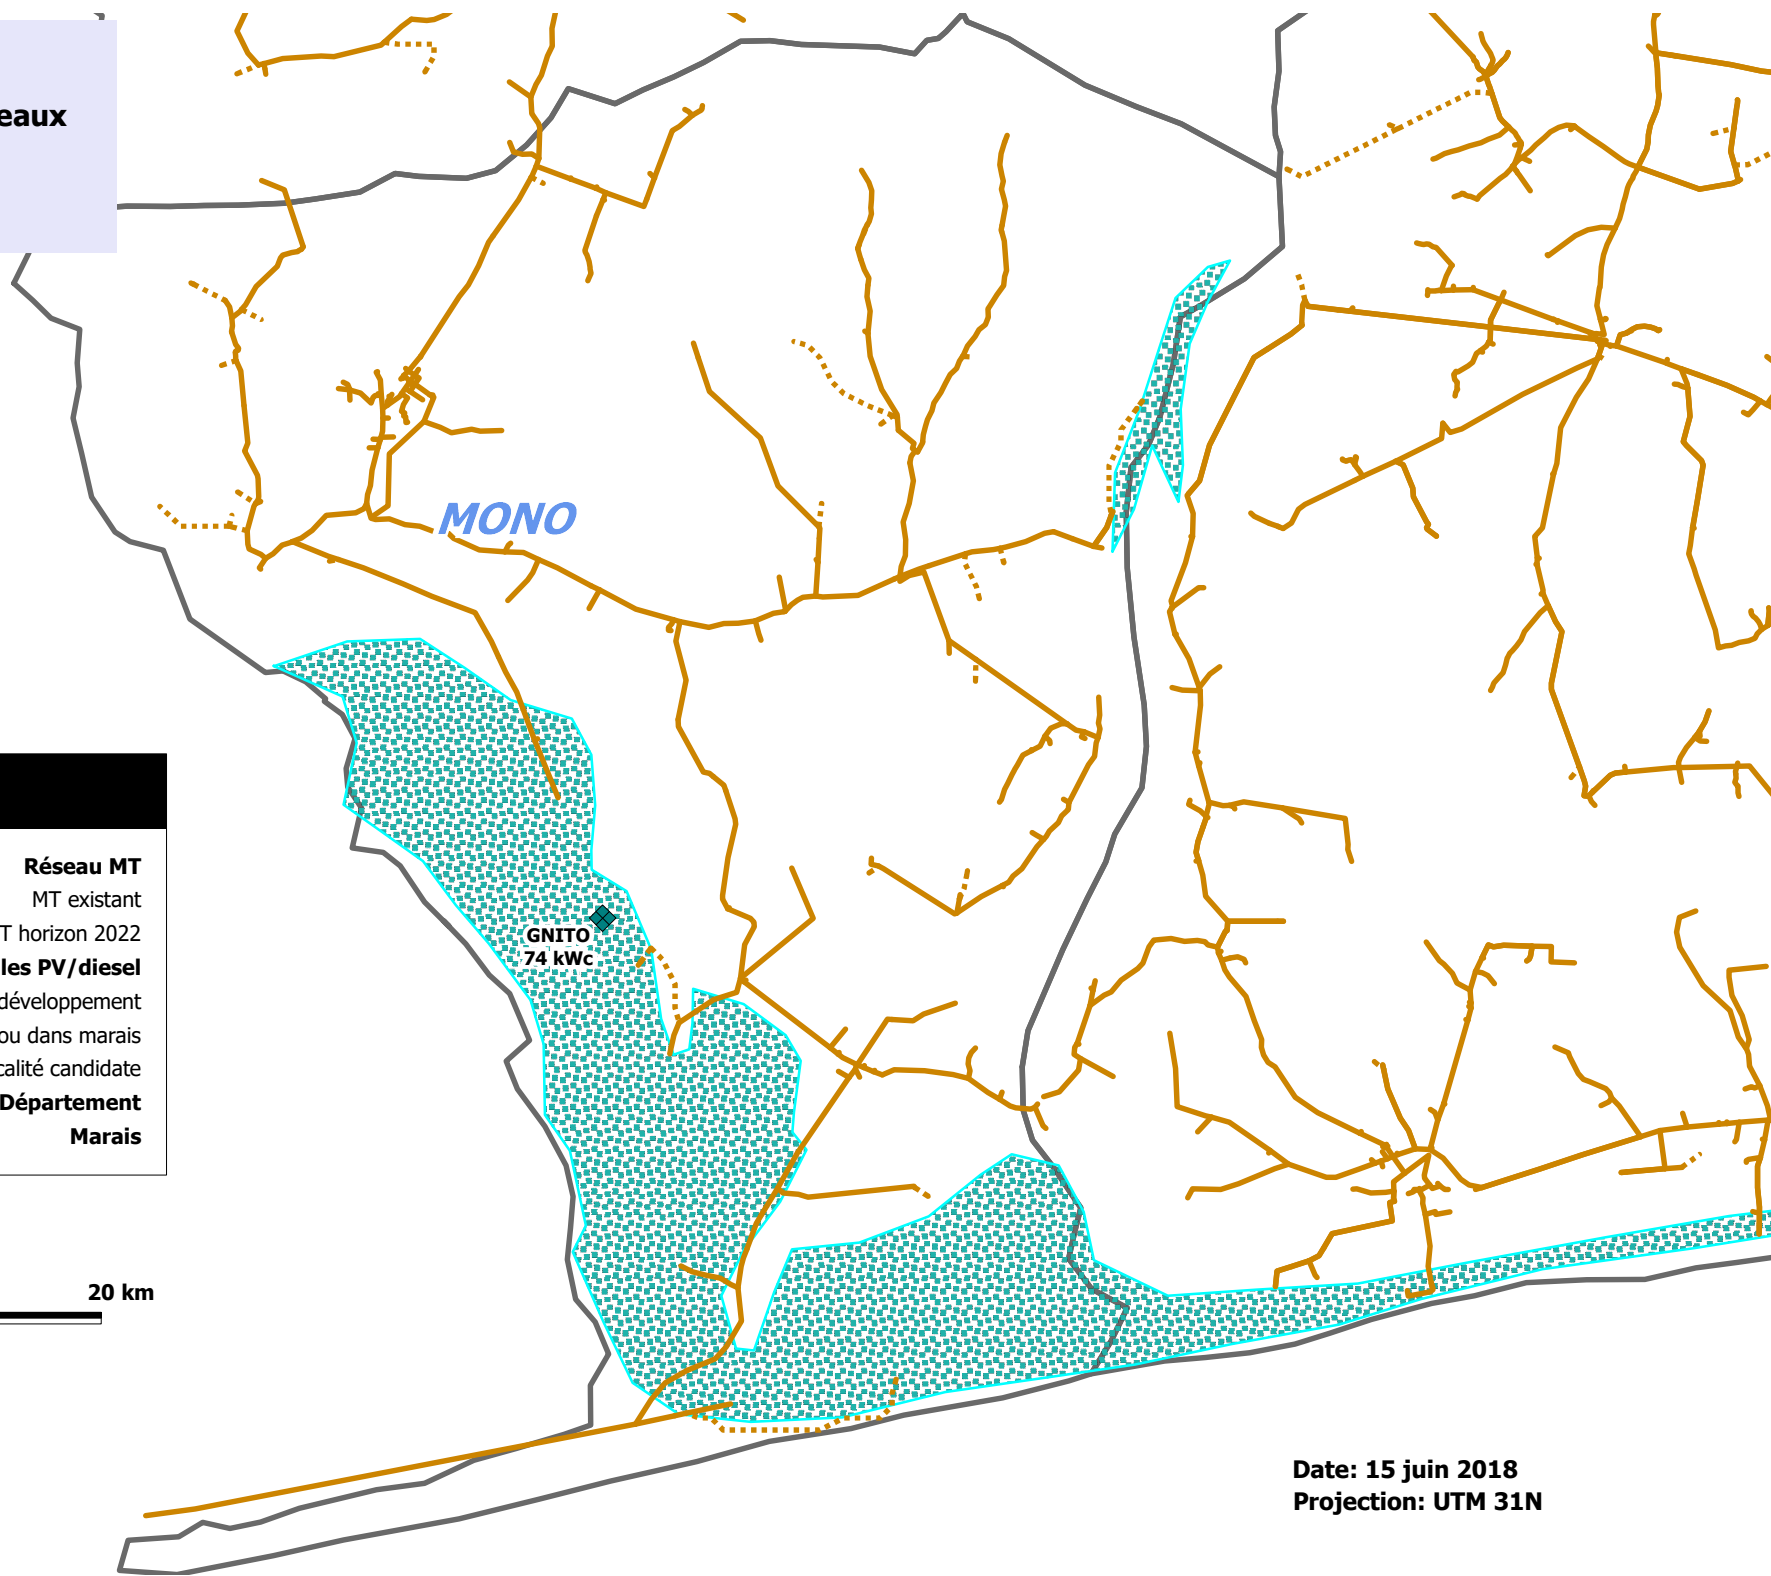 eaux
MONO
Réseau MT
MT existant
T horizon 2022
les PV/diesel
développement
ou dans marais
calité candidate
Département
Marais
GNITO
74 kWc
20 km
Date: 15 juin 2018
Projection: UTM 31N